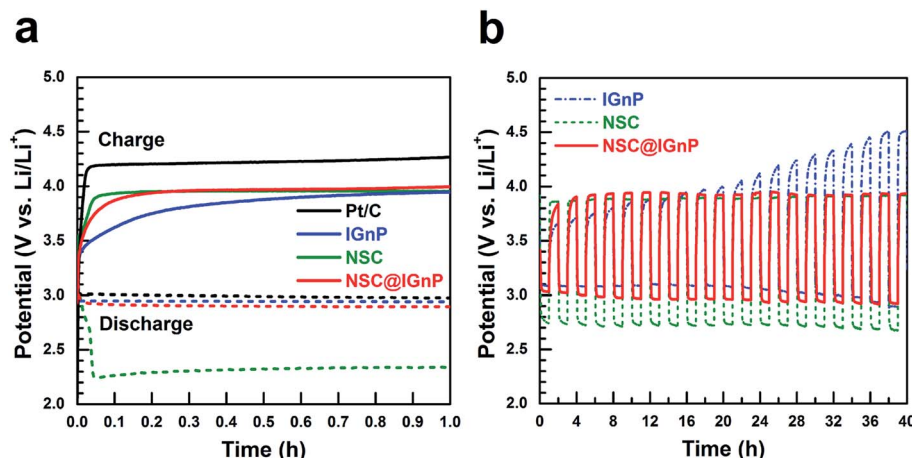 a
b
5.0
4.5
4.0
3.5
3.0
2.5
2.0
Potential (V vs. Li/Li+)
Charge
Pt/C
IGnP
NSC
NSC@IGnP
Discharge
0.0 0.1 0.2 0.3 0.4 0.5 0.6 0.7 0.8 0.9 1.0
Time (h)
5.0
4.5
4.0
3.5
3.0
2.5
2.0
Potential (V vs. Li/Li+)
IGnP
NSC
NSC@IGnP
0 4 8 12 16 20 24 28 32 36 40
Time (h)